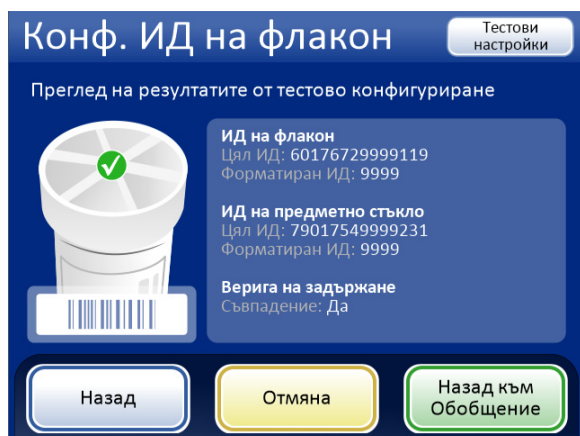 Конф. ИД на флакон
Тестови
настройки
Преглед на резултатите от тестово конфигуриране
ИД на флакон
Цял ИД: 60176729999119
Форматиран ИД: 9999
ИД на предметно стъкло
Цял ИД: 79017549999231
Форматиран ИД: 9999
Верига на задържане
Съвпадение: Да
Назад
Отмяна
Назад към
Обобщение